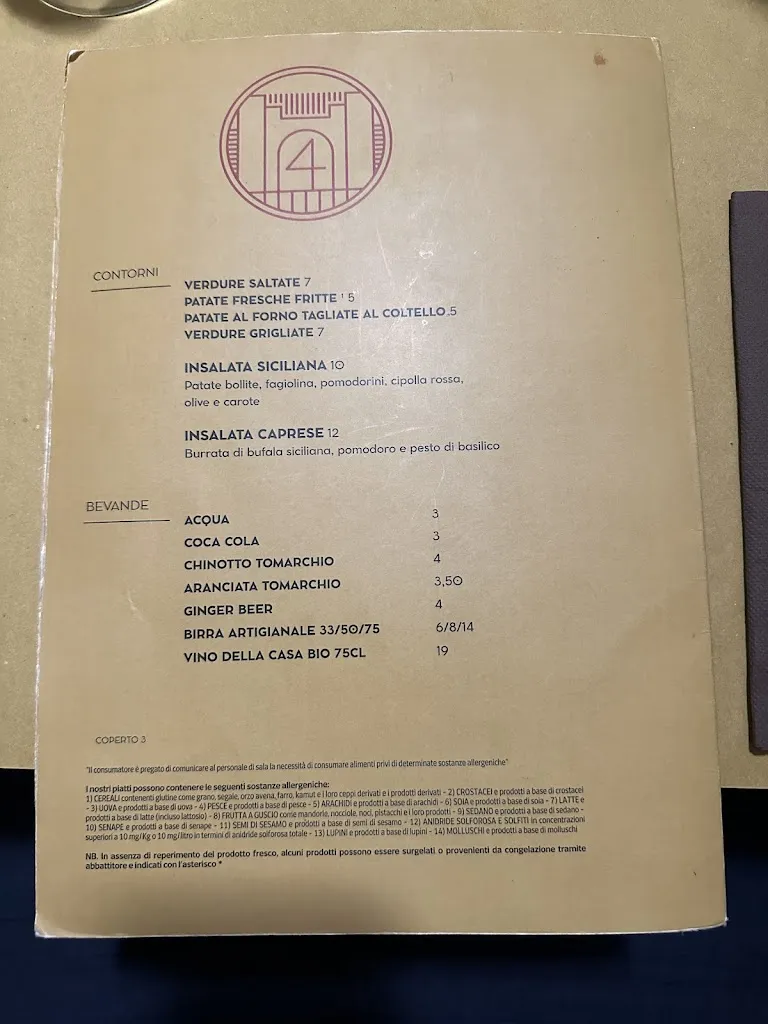 4
CONTORNI
VERDURE SALTATE 7
PATATE FRESCHE FRITTE ¹ 5
PATATE AL FORNO TAGLIATE AL COLTELLO.5
VERDURE GRIGLIATE 7
INSALATA SICILIANA 10
Patate bollite, fagiolina, pomodorini, cipolla rossa,
olive e carote
INSALATA CAPRESE 12
Burrata di bufala siciliana, pomodoro e pesto di basilico
BEVANDE
ACQUA 3
COCA COLA 3
CHINOTTO TOMARCHIO 4
ARANCIATA TOMARCHIO 3,50
GINGER BEER 4
BIRRA ARTIGIANALE 33/50/75 6/8/14
VINO DELLA CASA BIO 75CL 19
COPERTO 3
"Il consumatore è pregato di comunicare al personale di sala la necessità di consumare alimenti privi di determinate sostanze allergeniche"
I nostri piatti possono contenere le seguenti sostanze allergeniche:
1) CEREALI contenenti glutine come grano, segale, orzo avena, farro, kamut e i loro ceppi derivati e i prodotti derivati - 2) CROSTACEI e prodotti a base di crostacei
- 3) UOVA e prodotti a base di uova - 4) PESCE e prodotti a base di pesce - 5) ARACHIDI e prodotti a base di arachidi - 6) SOIA e prodotti a base di soia - 7) LATTE e
prodotti a base di latte (incluso lattosio) - 8) FRUTTA A GUSCIO come mandorle, nocciole, noci, pistacchi e i loro prodotti - 9) SEDANO e prodotti a base di sedano -
10) SENAPE e prodotti a base di senape - 11) SEMI DI SESAMO e prodotti a base di semi di sesamo - 12) ANIDRIDE SOLFOROSA E SOLFITI in concentrazioni
superiori a 10 mg/Kg o 10 mg/litro in termini di anidride solforosa totale - 13) LUPINI e prodotti a base di lupini - 14) MOLLUSCHI e prodotti a base di molluschi
NB. In assenza di reperimento del prodotto fresco, alcuni prodotti possono essere surgelati o provenienti da congelazione tramite
abbattitore e indicati con l'asterisco *